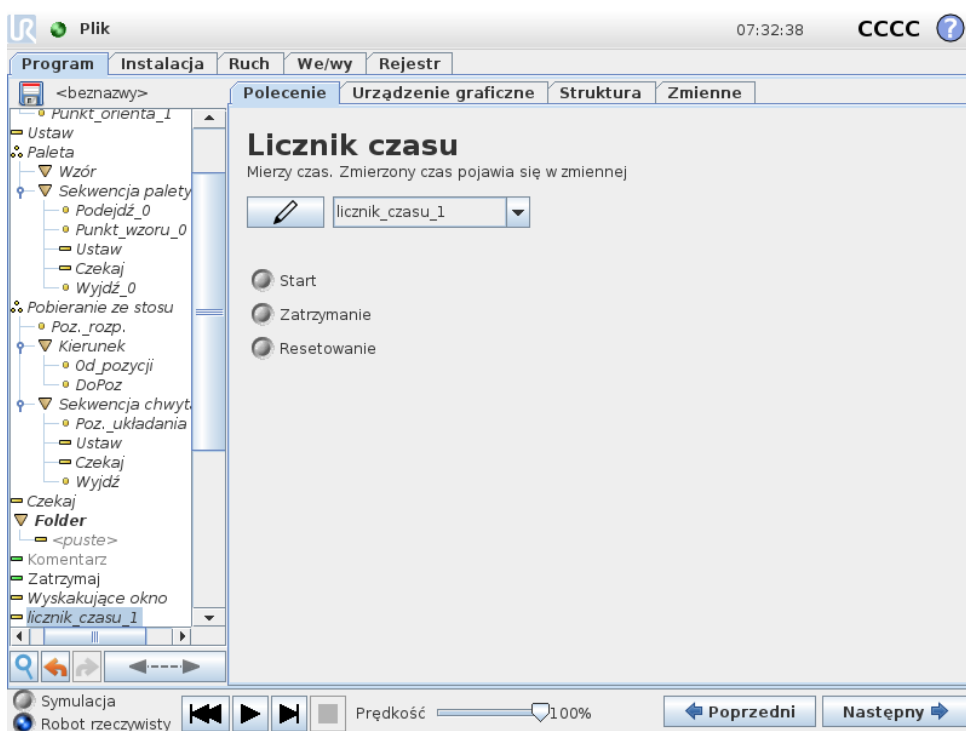 UR Plik 07:32:38 CCCC ?
Program Instalacja Ruch We/wy Rejestr
<beznazwy>
Polecenie Urządzenie graficzne Struktura Zmienne
Punkt_orienta_1
Ustaw
Paleta
Wzór
Sekwencja palety
Podejdź_0
Punkt_wzoru_0
Ustaw
Czekaj
Wyjdź_0
Pobieranie ze stosu
Poz._rozp.
Kierunek
Od_pozycji
DoPoz
Sekwencja chwyt
Poz._układania
Ustaw
Czekaj
Wyjdź
Czekaj
Folder
<puste>
Komentarz
Zatrzymaj
Wyskakujące okno
licznik_czasu_1
Licznik czasu
Mierzy czas. Zmierzony czas pojawia się w zmiennej
licznik_czasu_1
Start
Zatrzymanie
Resetowanie
Symulacja
Robot rzeczywisty
Prędkość 100%
Poprzedni Następny